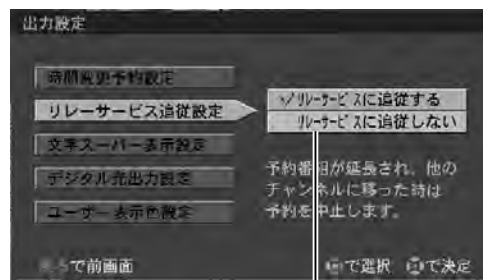 出力設定
時間変更予約設定
リレーサービス追従設定
✓リレーサービスに追従する
リレーサービスに追従しない
文字スーパー表示設定
デジタル光出力設定
ユーザー表示色設定
予約番組が延長され、他の
チャンネルに移った時は
予約を中止します。
で前画面
で選択
で決定